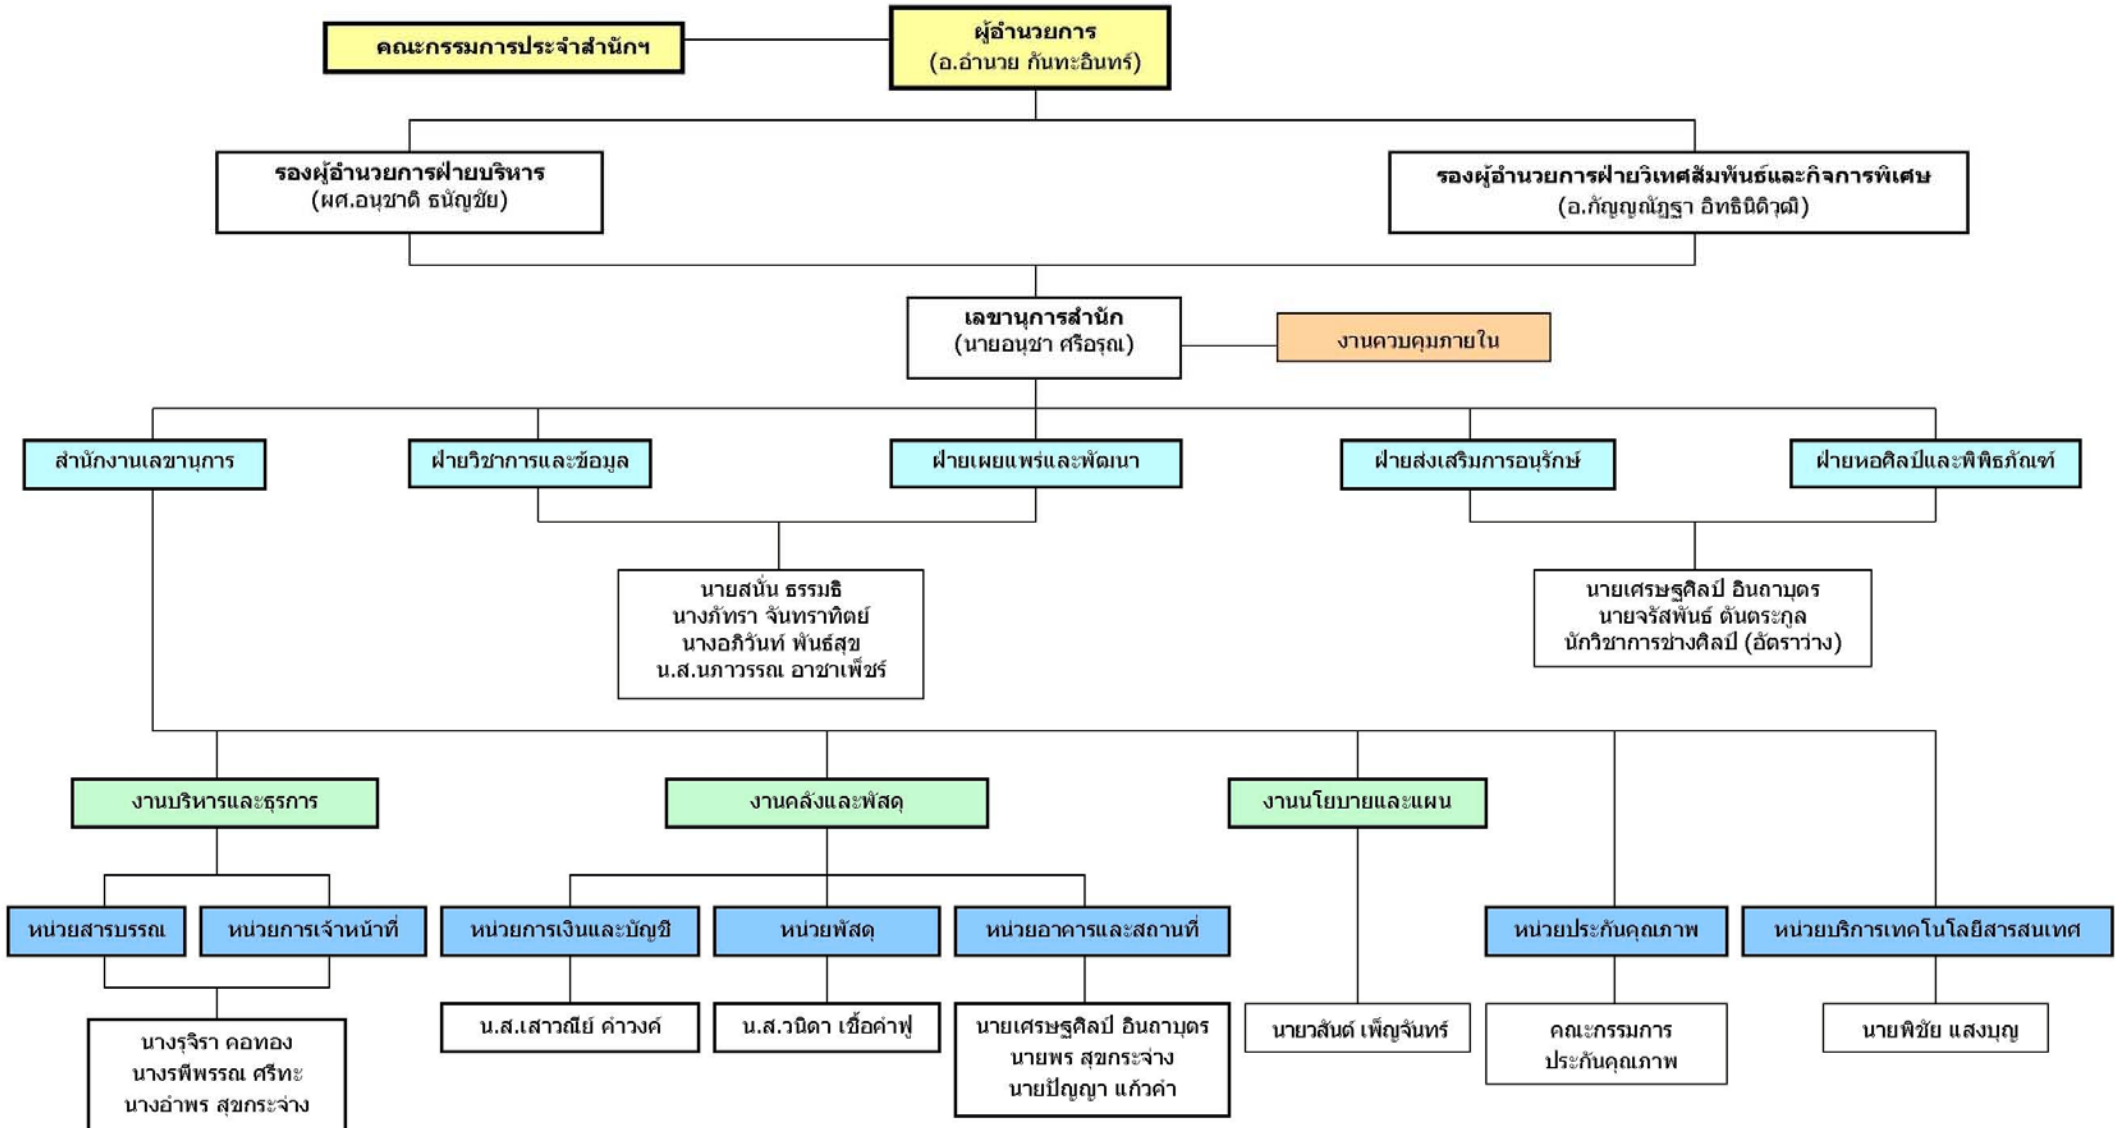 คณะกรรมการประจำสำนักฯ
ผู้อำนวยการ
(อ.อำนวย กันทะอินทร์)
รองผู้อำนวยการฝ่ายบริหาร
(ผศ.อนุชาติ ธนัญชัย)
รองผู้อำนวยการฝ่ายวิเทศสัมพันธ์และกิจการพิเศษ
(อ.กัญญณัฏฐา อิทธินิติวุฒิ)
เลขานุการสำนัก
(นายอนุชา ศรีอรุณ)
งานควบคุมภายใน
สำนักงานเลขานุการ
ฝ่ายวิชาการและข้อมูล
ฝ่ายเผยแพร่และพัฒนา
ฝ่ายส่งเสริมการอนุรักษ์
ฝ่ายหอศิลป์และพิพิธภัณฑ์
นายสนั่น ธรรมธิ
นางภัทรา จันทราทิตย์
นางอภิวันท์ พันธ์สุข
น.ส.นภาวรรณ อาชาเพ็ชร์
นายเศรษฐศิลป์ อินถาบุตร
นายจรัสพันธ์ ตันตระกูล
นักวิชาการช่างศิลป์ (อัตราว่าง)
งานบริหารและธุรการ
งานคลังและพัสดุ
งานนโยบายและแผน
หน่วยสารบรรณ
หน่วยการเจ้าหน้าที่
หน่วยการเงินและบัญชี
หน่วยพัสดุ
หน่วยอาคารและสถานที่
หน่วยประกันคุณภาพ
หน่วยบริการเทคโนโลยีสารสนเทศ
นางรุจิรา คอทอง
นางรพีพรรณ ศรีทะ
นางอำพร สุขกระจ่าง
น.ส.เสาวณีย์ คำวงค์
น.ส.วนิดา เชื้อคำฟู
นายเศรษฐศิลป์ อินถาบุตร
นายพร สุขกระจ่าง
นายปัญญา แก้วคำ
นายวสันต์ เพ็ญจันทร์
คณะกรรมการ
ประกันคุณภาพ
นายพิชัย แสงบุญ